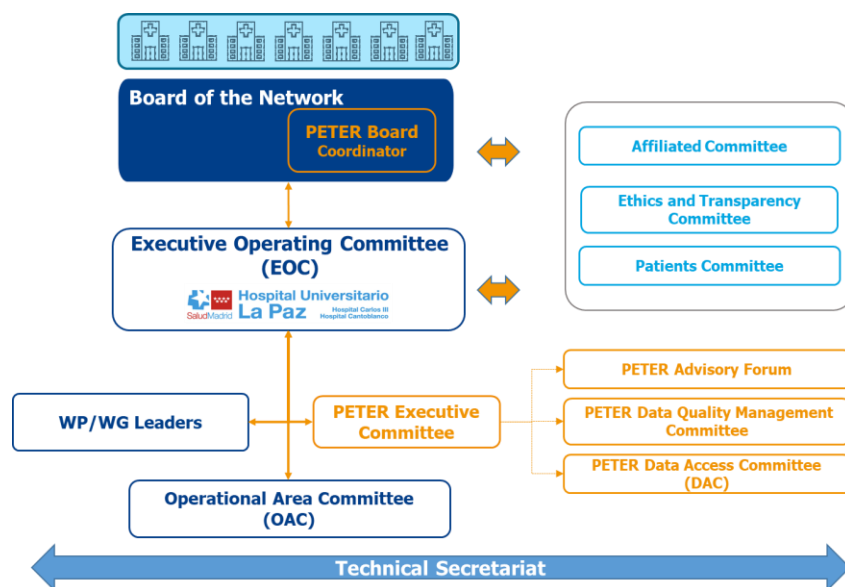 Board of the Network
PETER Board
Coordinator
Affiliated Committee
Ethics and Transparency
Committee
Patients Committee
Executive Operating Committee
(EOC)
SaludMadrid
Hospital Universitario
La Paz
Hospital Carlos III
Hospital Cantoblanco
WP/WG Leaders
PETER Executive
Committee
PETER Advisory Forum
PETER Data Quality Management
Committee
PETER Data Access Committee
(DAC)
Operational Area Committee
(OAC)
Technical Secretariat